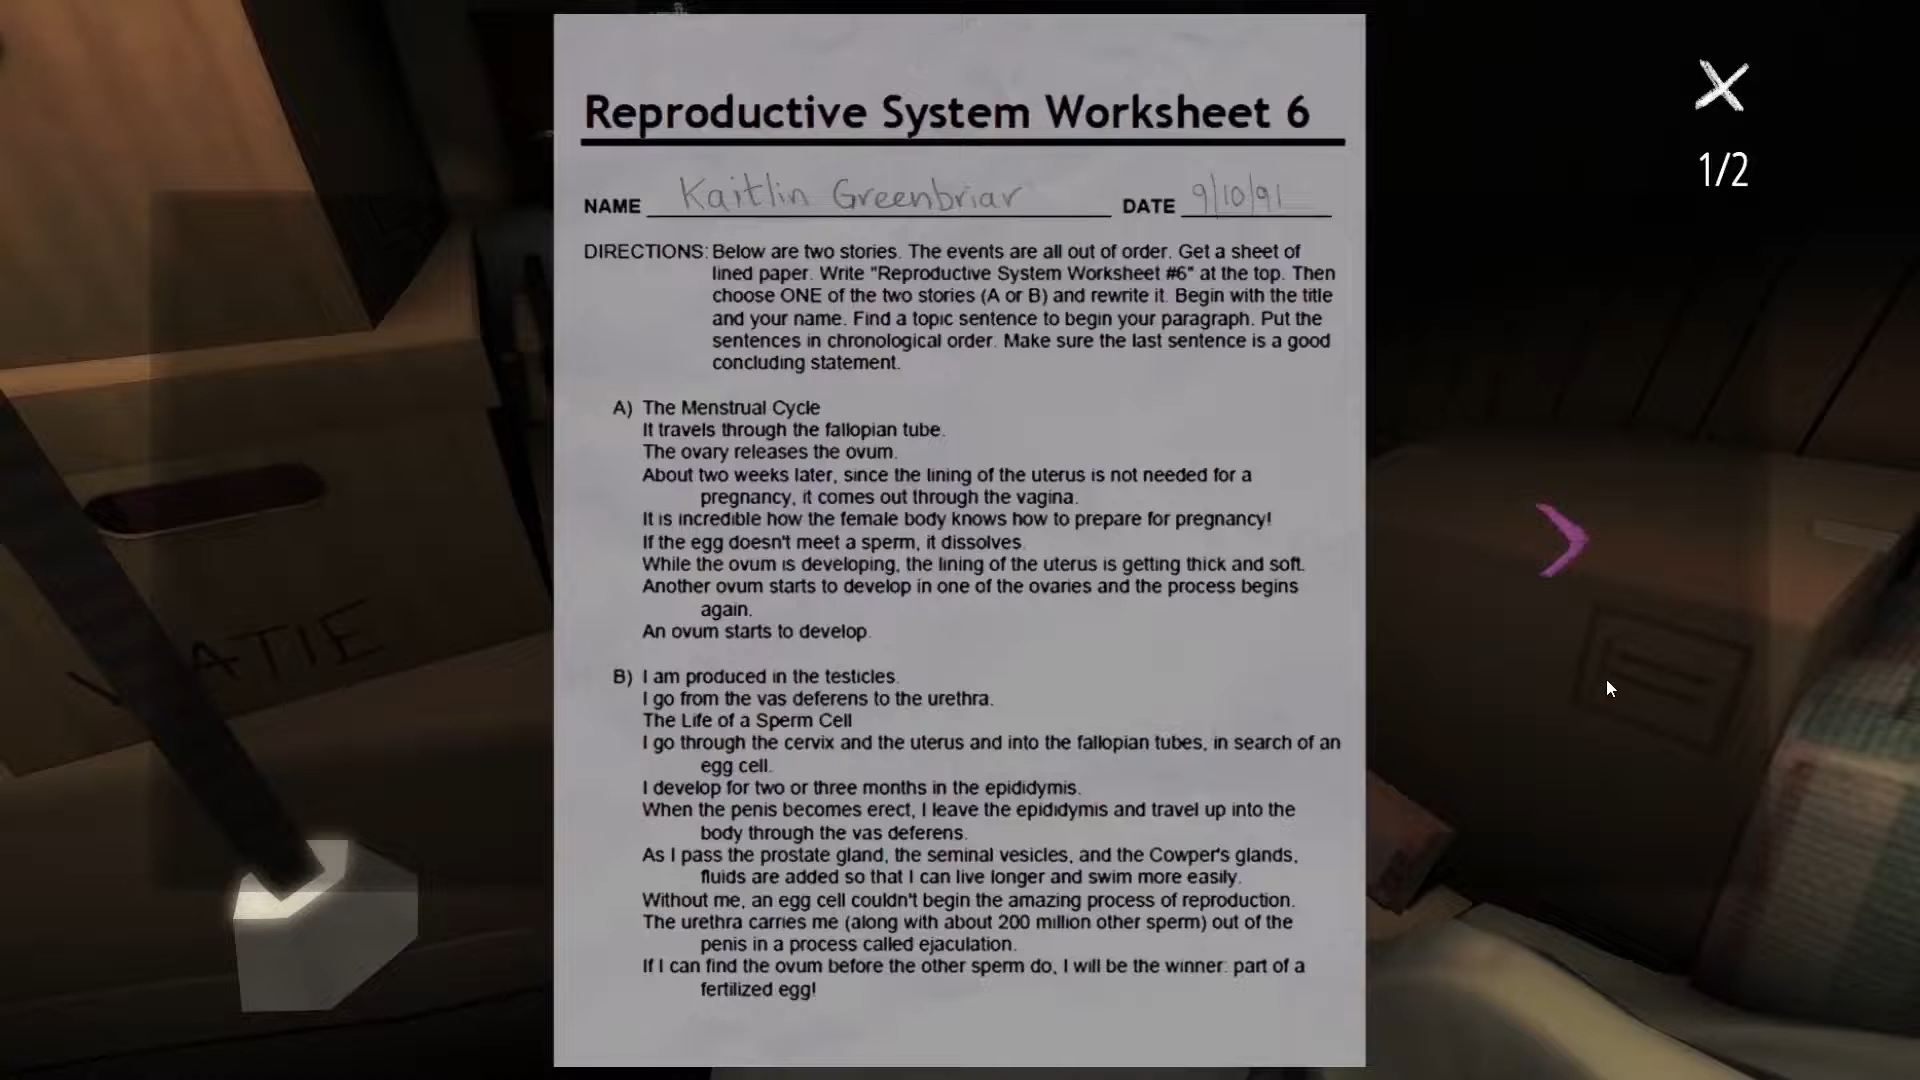 Reproductive System Worksheet 6
1/2
NAME Kaitlin Greenbriar DATE 9/10/91
DIRECTIONS: Below are two stories. The events are all out of order. Get a sheet of
lined paper. Write "Reproductive System Worksheet #6" at the top. Then
choose ONE of the two stories (A or B) and rewrite it. Begin with the title
and your name. Find a topic sentence to begin your paragraph. Put the
sentences in chronological order. Make sure the last sentence is a good
concluding statement.
A) The Menstrual Cycle
It travels through the fallopian tube.
The ovary releases the ovum.
About two weeks later, since the lining of the uterus is not needed for a
pregnancy, it comes out through the vagina.
It is incredible how the female body knows how to prepare for pregnancy!
If the egg doesn't meet a sperm, it dissolves.
While the ovum is developing, the lining of the uterus is getting thick and soft.
Another ovum starts to develop in one of the ovaries and the process begins
again.
An ovum starts to develop.
B) I am produced in the testicles.
I go from the vas deferens to the urethra.
The Life of a Sperm Cell
I go through the cervix and the uterus and into the fallopian tubes, in search of an
egg cell.
I develop for two or three months in the epididymis.
When the penis becomes erect, I leave the epididymis and travel up into the
body through the vas deferens.
As I pass the prostate gland, the seminal vesicles, and the Cowper's glands,
fluids are added so that I can live longer and swim more easily.
Without me, an egg cell couldn't begin the amazing process of reproduction.
The urethra carries me (along with about 200 million other sperm) out of the
penis in a process called ejaculation.
If I can find the ovum before the other sperm do, I will be the winner: part of a
fertilized egg!
KATIE